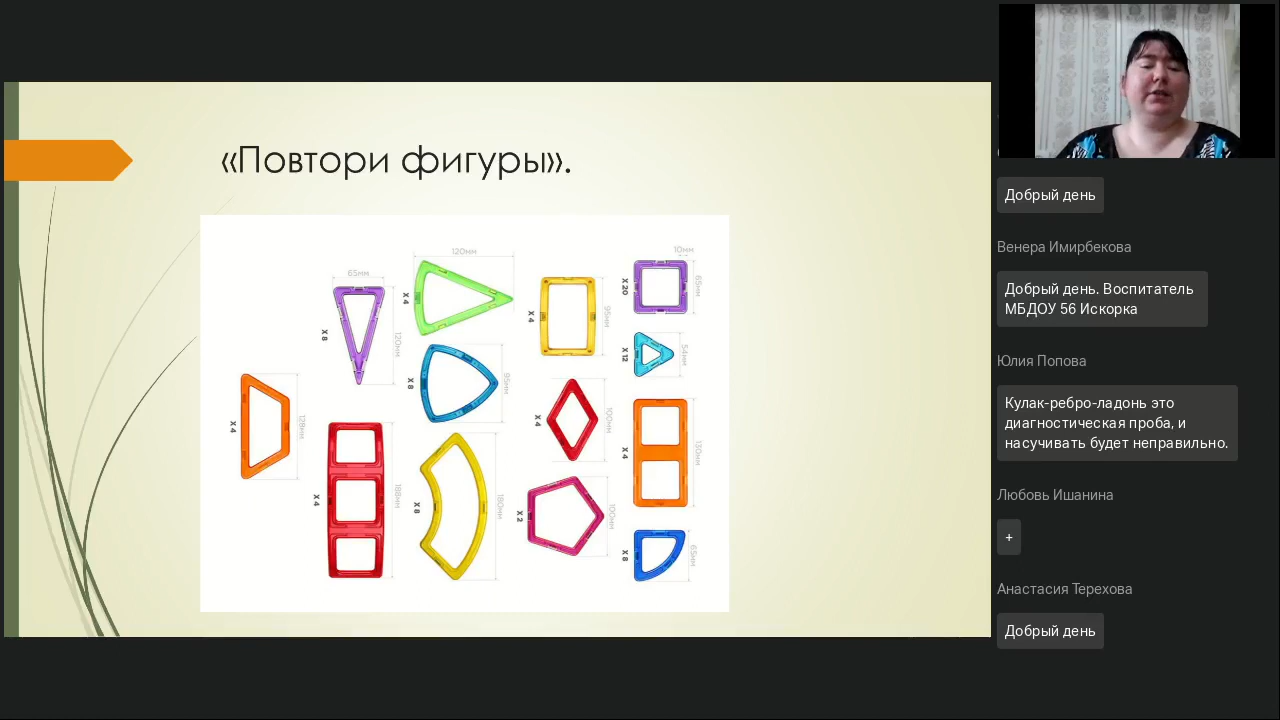 «Повтори фигуры».
120мм
10мм
65мм
X 20
65мм
X 4
X 4
95мм
X 8
120мм
X 12
54мм
X 8
95мм
128мм
X 4
X 4
100мм
X 4
130мм
X 4
188мм
X 8
180мм
X 2
100мм
X 8
65мм
Добрый день
Венера Имирбекова
Добрый день. Воспитатель
МБДОУ 56 Искорка
Юлия Попова
Кулак-ребро-ладонь это
диагностическая проба, и
насучивать будет неправильно.
Любовь Ишанина
+
Анастасия Терехова
Добрый день